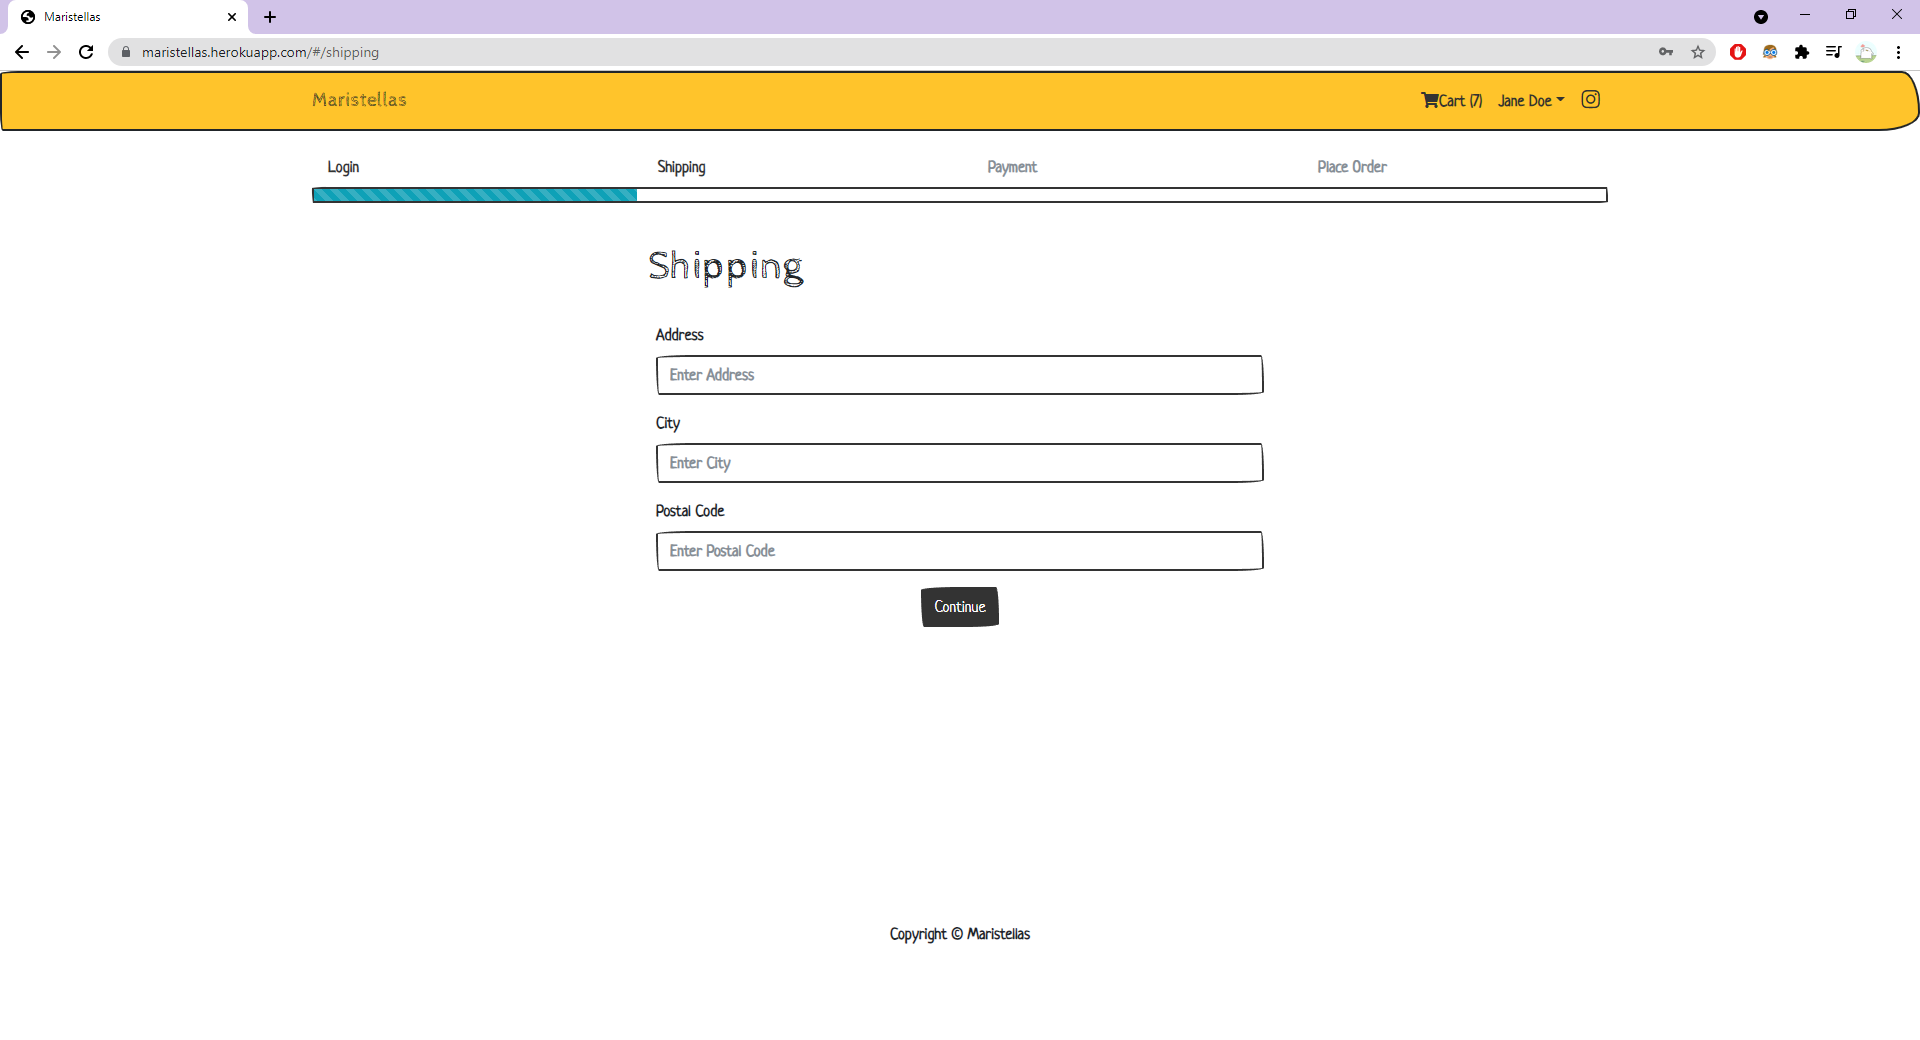 Maristellas
maristellas.herokuapp.com/#/shipping
Maristellas
Cart (7) Jane Doe
Login Shipping Payment Place Order
Shipping
Address
Enter Address
City
Enter City
Postal Code
Enter Postal Code
Continue
Copyright © Maristellas